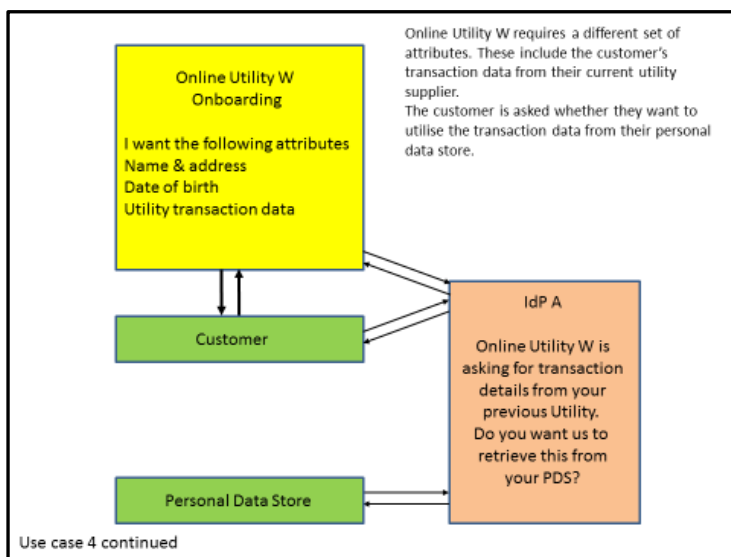 Online Utility W requires a different set of
attributes. These include the customer's
transaction data from their current utility
supplier.
The customer is asked whether they want to
utilise the transaction data from their personal
data store.
Online Utility W
Onboarding
I want the following attributes
Name & address
Date of birth
Utility transaction data
Customer
IdP A
Online Utility W is
asking for transaction
details from your
previous Utility.
Do you want us to
retrieve this from
your PDS?
Personal Data Store
Use case 4 continued